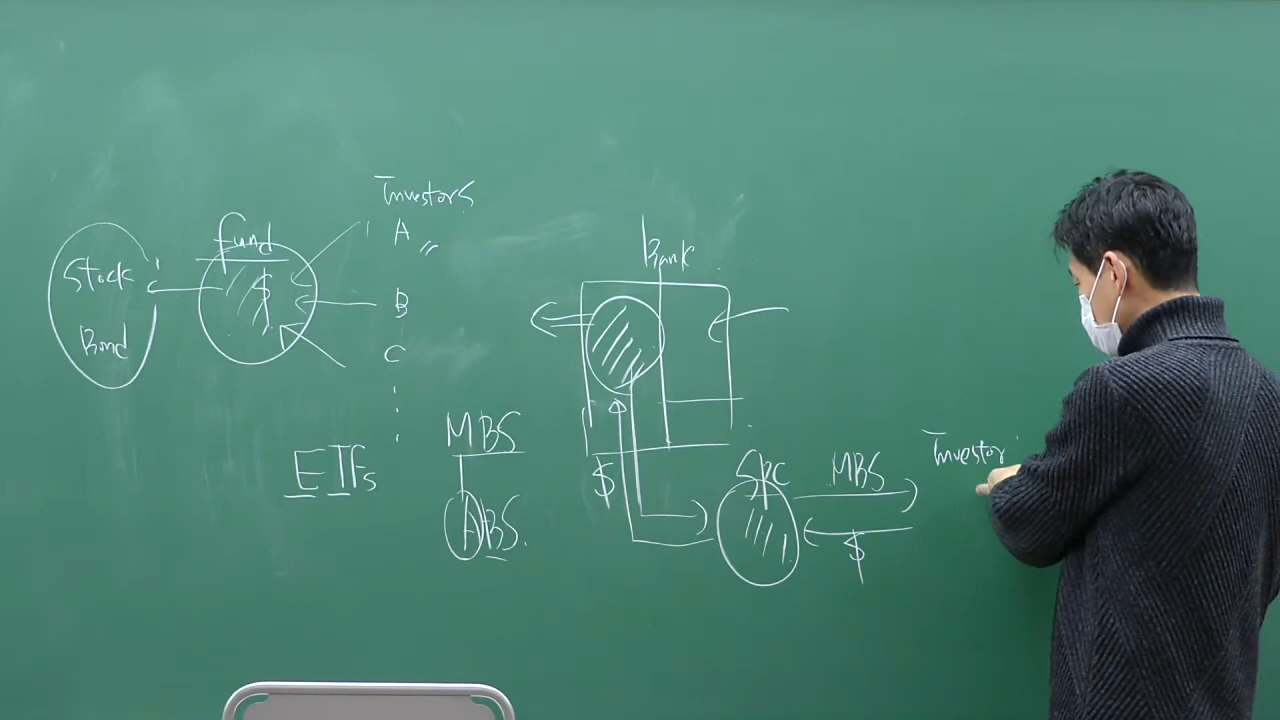 Investors
fund
A "
Stock
$
B
Bond
C
ETFs
MBS
ABS.
Bank
$
SPC
MBS
$
Investor